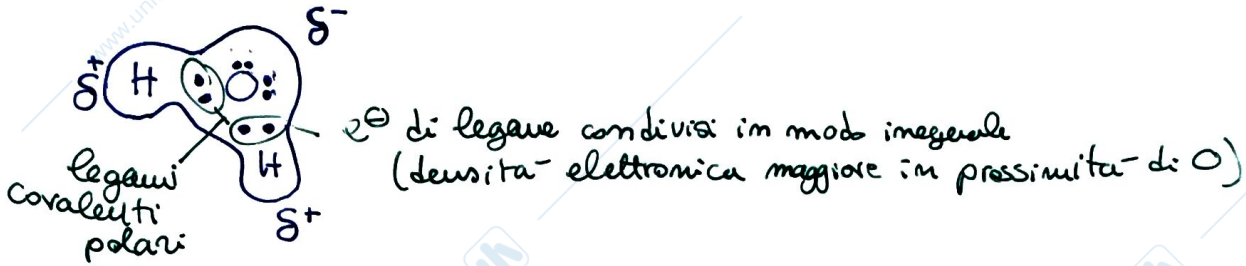 δ⁻
δ⁺ H O
e⊖ di legame condivisi in modo ineguale
(densità elettronica maggiore in prossimità di O)
legami
covalenti
polari
H
δ⁺